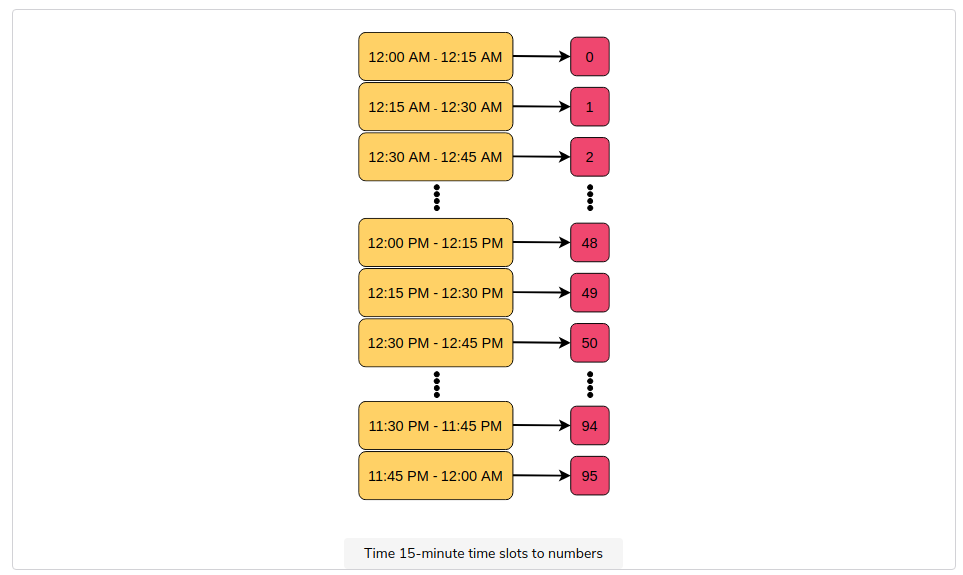 12:00 AM - 12:15 AM 0
12:15 AM - 12:30 AM 1
12:30 AM - 12:45 AM 2
12:00 PM - 12:15 PM 48
12:15 PM - 12:30 PM 49
12:30 PM - 12:45 PM 50
11:30 PM - 11:45 PM 94
11:45 PM - 12:00 AM 95
Time 15-minute time slots to numbers